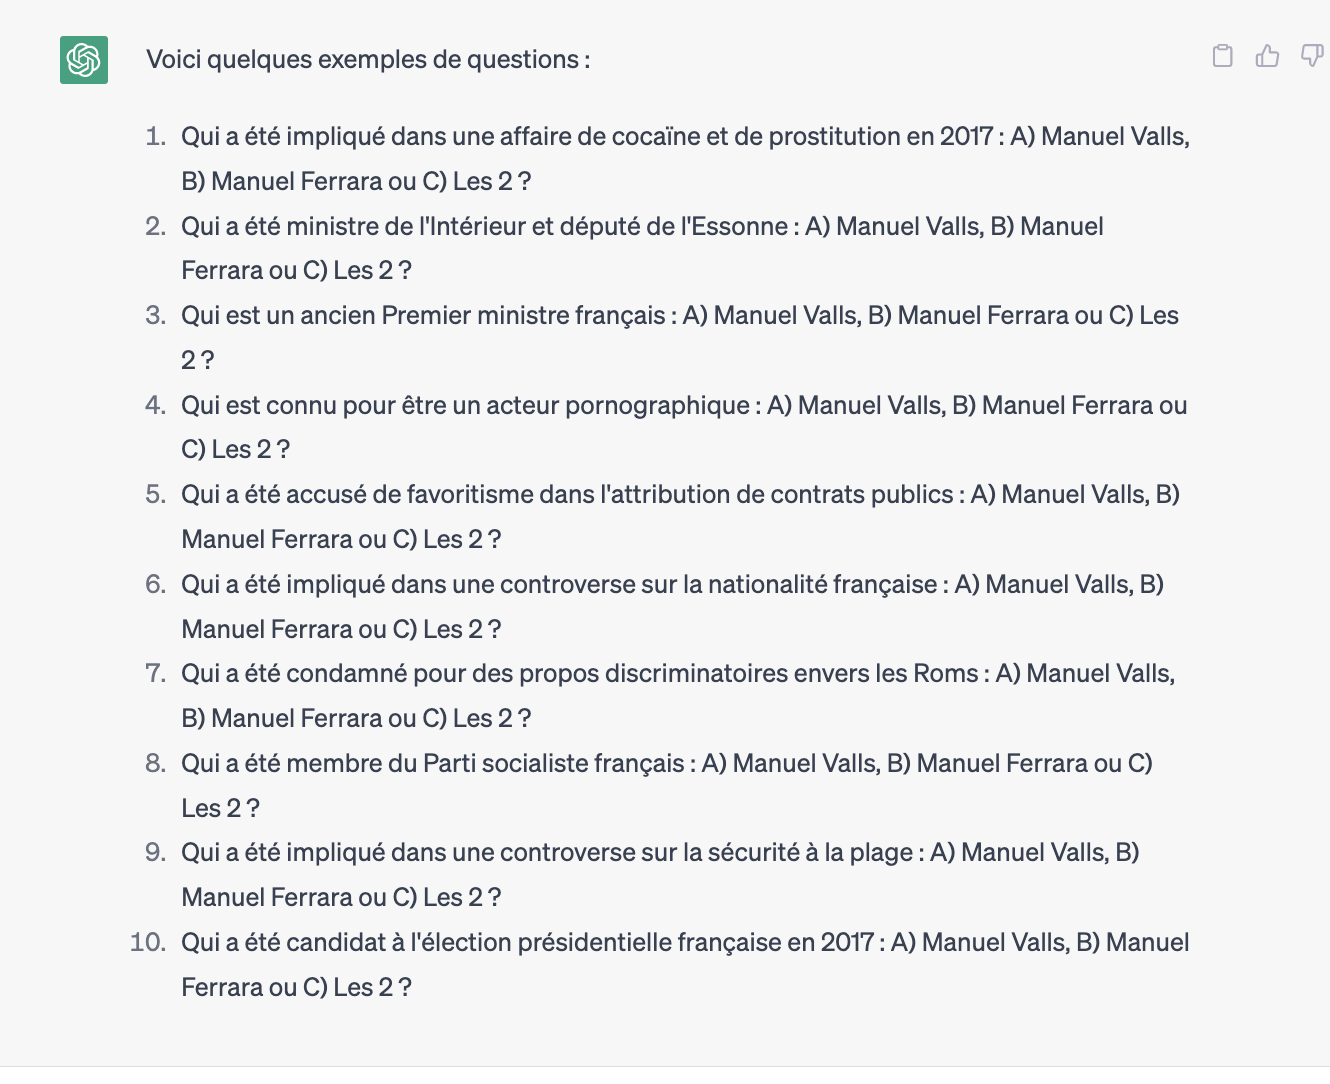 Voici quelques exemples de questions :
1. Qui a été impliqué dans une affaire de cocaïne et de prostitution en 2017 : A) Manuel Valls,
B) Manuel Ferrara ou C) Les 2 ?
2. Qui a été ministre de l'Intérieur et député de l'Essonne : A) Manuel Valls, B) Manuel
Ferrara ou C) Les 2 ?
3. Qui est un ancien Premier ministre français : A) Manuel Valls, B) Manuel Ferrara ou C) Les
2 ?
4. Qui est connu pour être un acteur pornographique : A) Manuel Valls, B) Manuel Ferrara ou
C) Les 2 ?
5. Qui a été accusé de favoritisme dans l'attribution de contrats publics : A) Manuel Valls, B)
Manuel Ferrara ou C) Les 2 ?
6. Qui a été impliqué dans une controverse sur la nationalité française : A) Manuel Valls, B)
Manuel Ferrara ou C) Les 2 ?
7. Qui a été condamné pour des propos discriminatoires envers les Roms : A) Manuel Valls,
B) Manuel Ferrara ou C) Les 2 ?
8. Qui a été membre du Parti socialiste français : A) Manuel Valls, B) Manuel Ferrara ou C)
Les 2 ?
9. Qui a été impliqué dans une controverse sur la sécurité à la plage : A) Manuel Valls, B)
Manuel Ferrara ou C) Les 2 ?
10. Qui a été candidat à l'élection présidentielle française en 2017 : A) Manuel Valls, B) Manuel
Ferrara ou C) Les 2 ?